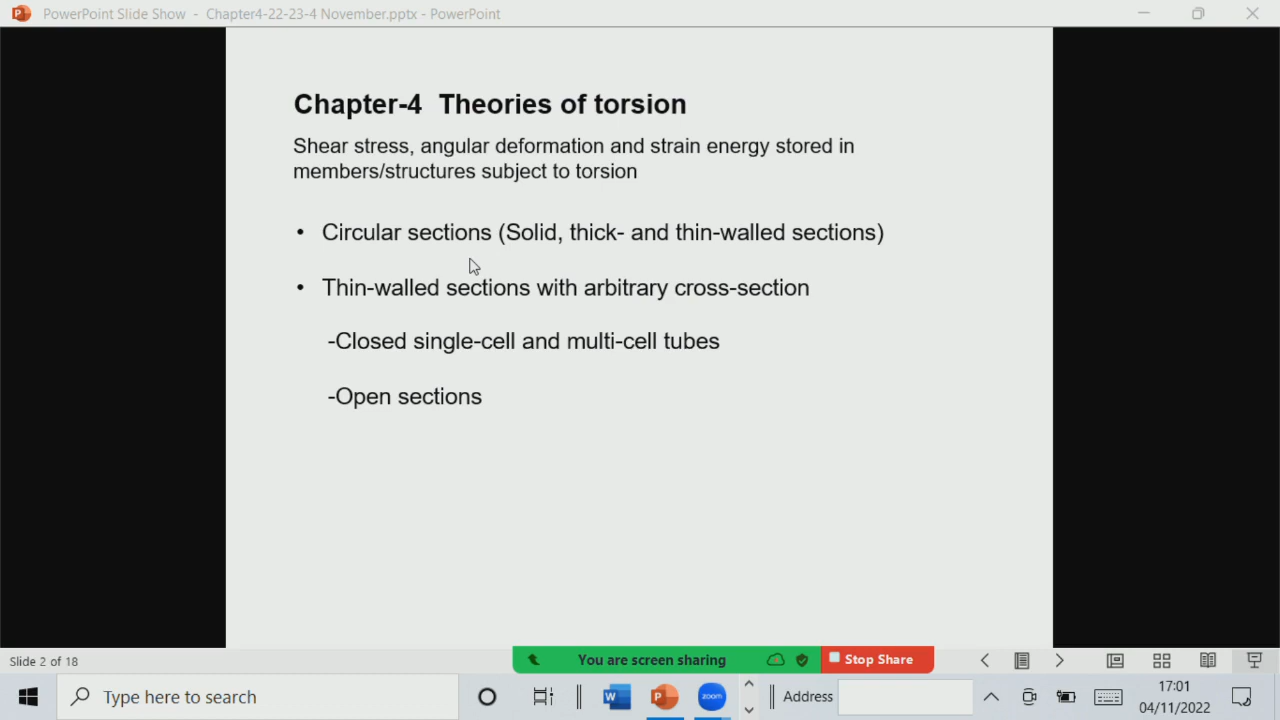 PowerPoint Slide Show - Chapter4-22-23-4 November.pptx - PowerPoint
Chapter-4 Theories of torsion
Shear stress, angular deformation and strain energy stored in
members/structures subject to torsion
• Circular sections (Solid, thick- and thin-walled sections)
• Thin-walled sections with arbitrary cross-section
-Closed single-cell and multi-cell tubes
-Open sections
Slide 2 of 18
You are screen sharing
Stop Share
Type here to search
zoom
Address
17:01
04/11/2022